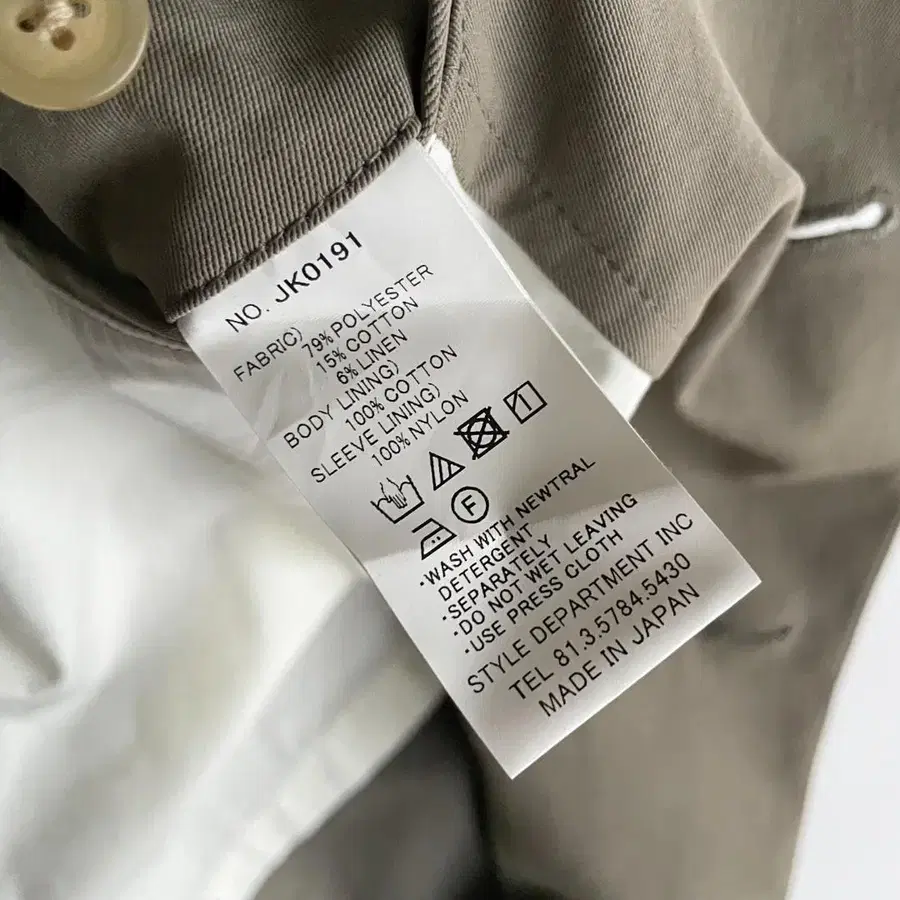 NO. JK0191
FABRIC)
79% POLYESTER
15% COTTON
6% LINEN
BODY LINING)
100% COTTON
SLEEVE LINING)
100% NYLON
F
・WASH WITH NEWTRAL
DETERGENT
・SEPARATELY
・DO NOT WET LEAVING
・USE PRESS CLOTH
STYLE DEPARTMENT INC
TEL 81.3.5784.5430
MADE IN JAPAN